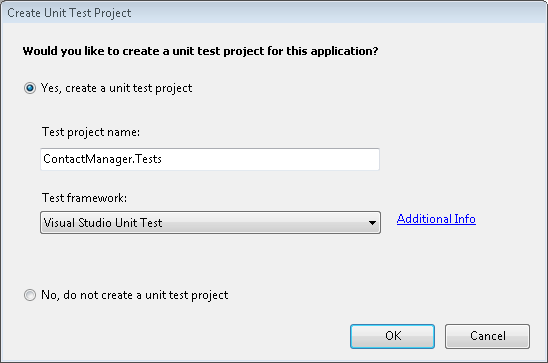 Create Unit Test Project
Would you like to create a unit test project for this application?
Yes, create a unit test project
Test project name:
ContactManager.Tests
Test framework:
Visual Studio Unit Test
Additional Info
No, do not create a unit test project
OK
Cancel